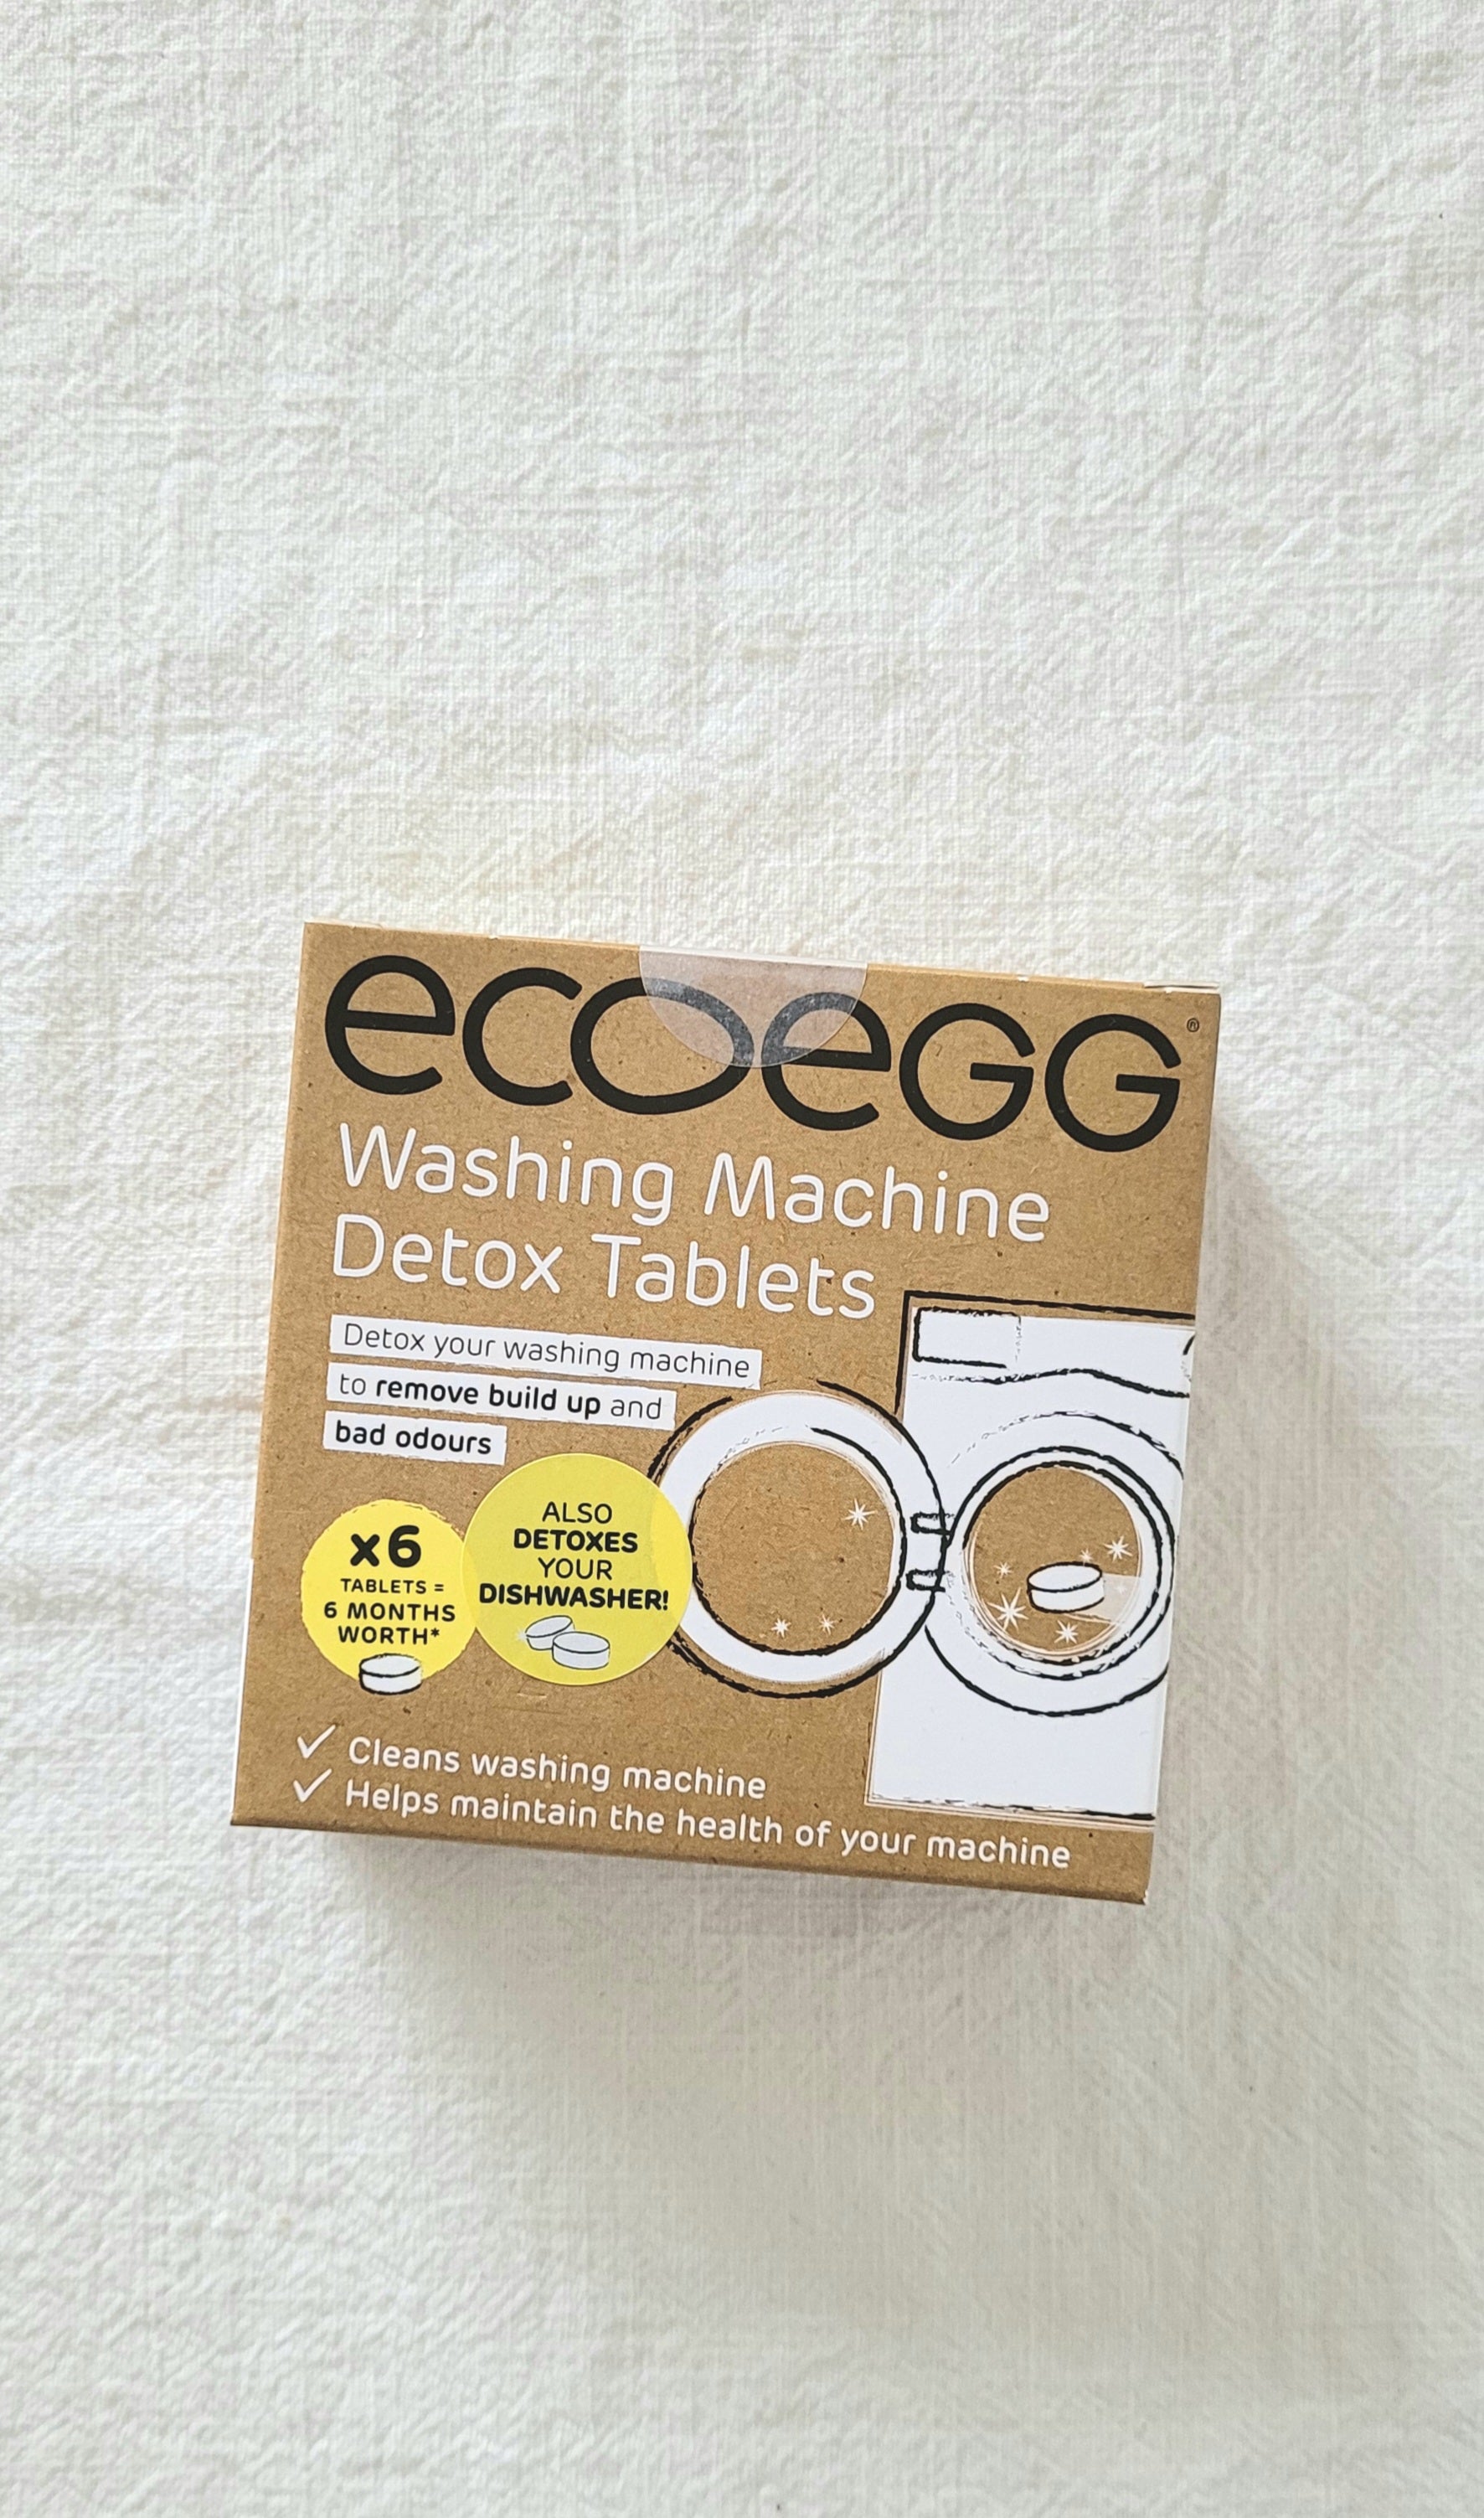 ecoeGG®
Washing Machine
Detox Tablets
Detox your washing machine
to remove build up and
bad odours
x6
TABLETS =
6 MONTHS
WORTH*
ALSO
DETOXES
YOUR
DISHWASHER!
✓ Cleans washing machine
✓ Helps maintain the health of your machine